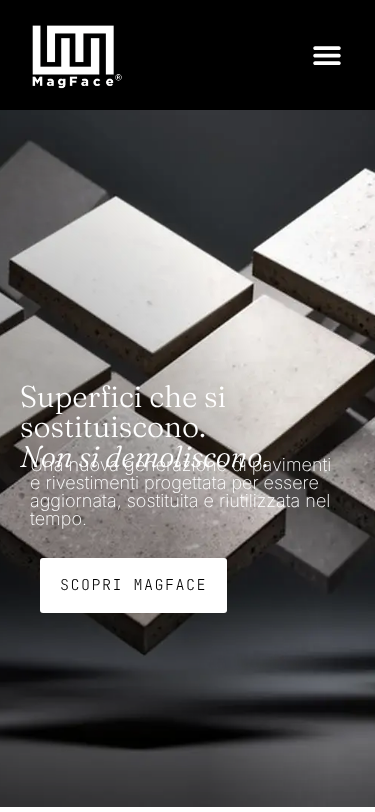 MagFace®
Superfici che si
sostituiscono.
Non si demoliscono.
Una nuova generazione di pavimenti
e rivestimenti progettata per essere
aggiornata, sostituita e riutilizzata nel
tempo.
SCOPRI MAGFACE